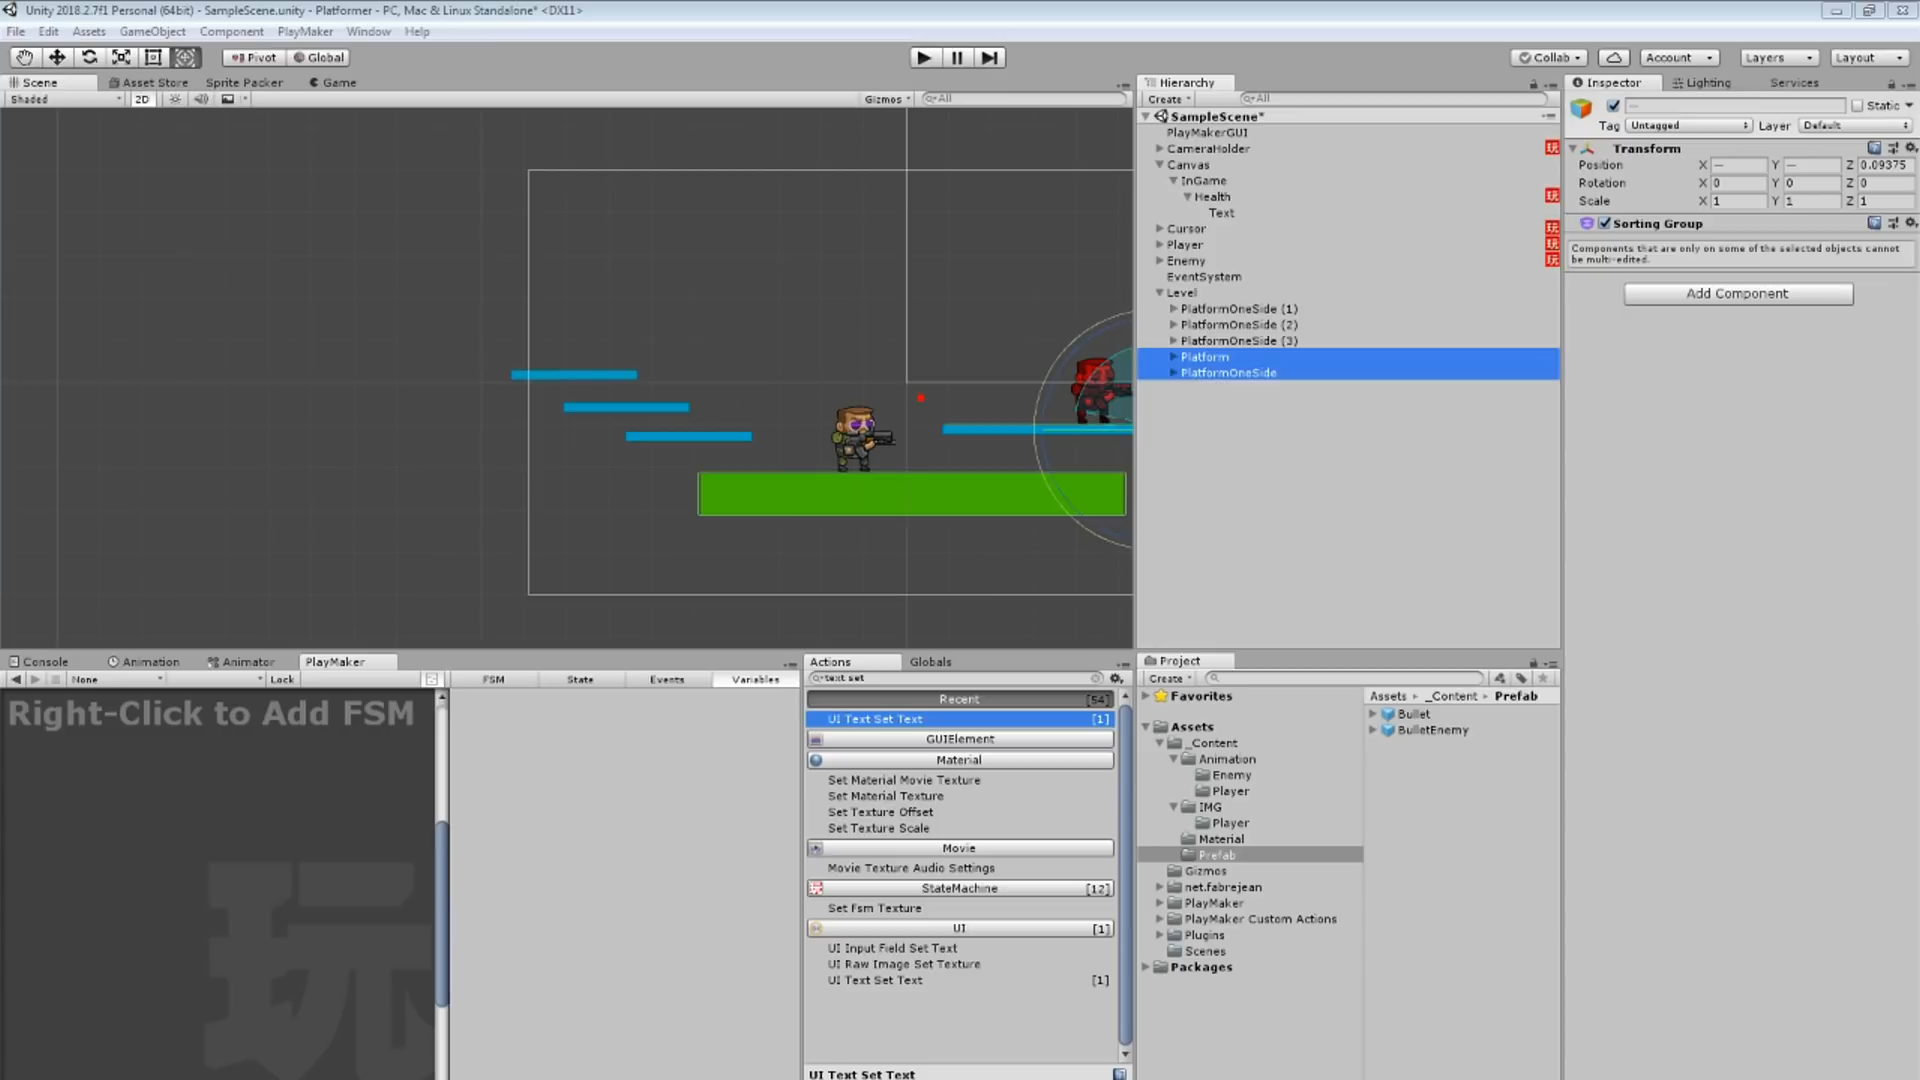 Unity 2018.2.7f1 Personal (64bit) - SampleScene.unity - Platformer - PC, Mac & Linux Standalone* <DX11>
File Edit Assets GameObject Component PlayMaker Window Help
Pivot Global Collab Account Layers Layout
Scene Asset Store Sprite Packer Game
Shaded 2D Gizmos All
Hierarchy
Create All
SampleScene*
PlayMakerGUI
CameraHolder 玩
Canvas
InGame
Health 玩
Text
Cursor 玩
Player 玩
Enemy 玩
EventSystem
Level
PlatformOneSide (1)
PlatformOneSide (2)
PlatformOneSide (3)
Platform
PlatformOneSide
Inspector Lighting Services
— Static
Tag Untagged Layer Default
Transform
Position X — Y — Z 0.09375
Rotation X 0 Y 0 Z 0
Scale X 1 Y 1 Z 1
Sorting Group
Components that are only on some of the selected objects cannot
be multi-edited.
Add Component
Console Animation Animator PlayMaker
None Lock
Right-Click to Add FSM
玩
FSM State Events Variables
Actions Globals
text set
Recent [54]
UI Text Set Text [1]
GUIElement
Material
Set Material Movie Texture
Set Material Texture
Set Texture Offset
Set Texture Scale
Movie
Movie Texture Audio Settings
StateMachine [12]
Set Fsm Texture
UI [1]
UI Input Field Set Text
UI Raw Image Set Texture
UI Text Set Text [1]
UI Text Set Text
Project
Create
Favorites
Assets
_Content
Animation
Enemy
Player
IMG
Player
Material
Prefab
Gizmos
net.fabrejean
PlayMaker
PlayMaker Custom Actions
Plugins
Scenes
Packages
Assets _Content Prefab
Bullet
BulletEnemy